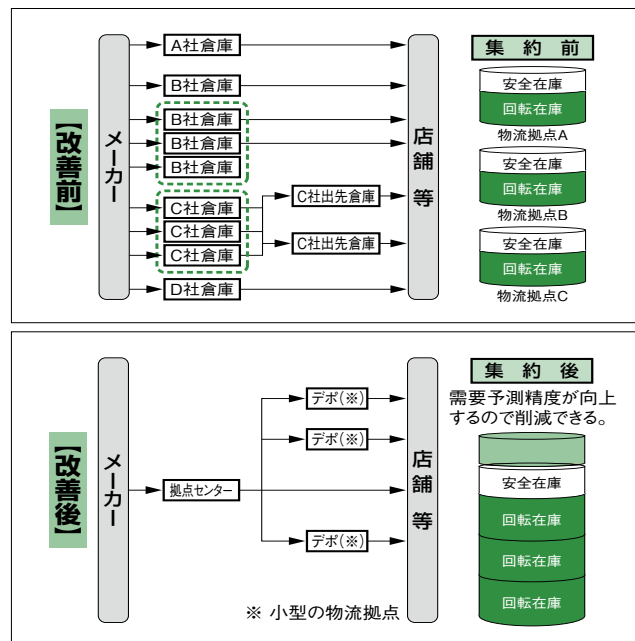 【改善前】
メーカー
A社倉庫
B社倉庫
B社倉庫
B社倉庫
B社倉庫
C社倉庫
C社倉庫
C社倉庫
D社倉庫
C社出先倉庫
C社出先倉庫
店舗等
集約前
安全在庫
回転在庫
物流拠点A
安全在庫
回転在庫
物流拠点B
安全在庫
回転在庫
物流拠点C
【改善後】
メーカー
拠点センター
デポ(※)
デポ(※)
デポ(※)
店舗等
※ 小型の物流拠点
集約後
需要予測精度が向上
するので削減できる。
安全在庫
回転在庫
回転在庫
回転在庫